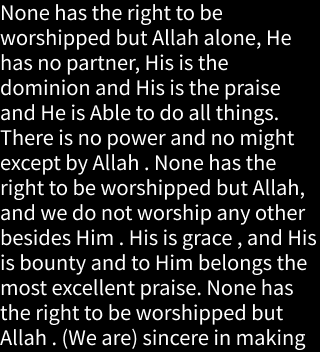 None has the right to be
worshipped but Allah alone, He
has no partner, His is the
dominion and His is the praise
and He is Able to do all things.
There is no power and no might
except by Allah . None has the
right to be worshipped but Allah,
and we do not worship any other
besides Him . His is grace , and His
is bounty and to Him belongs the
most excellent praise. None has
the right to be worshipped but
Allah . (We are) sincere in making